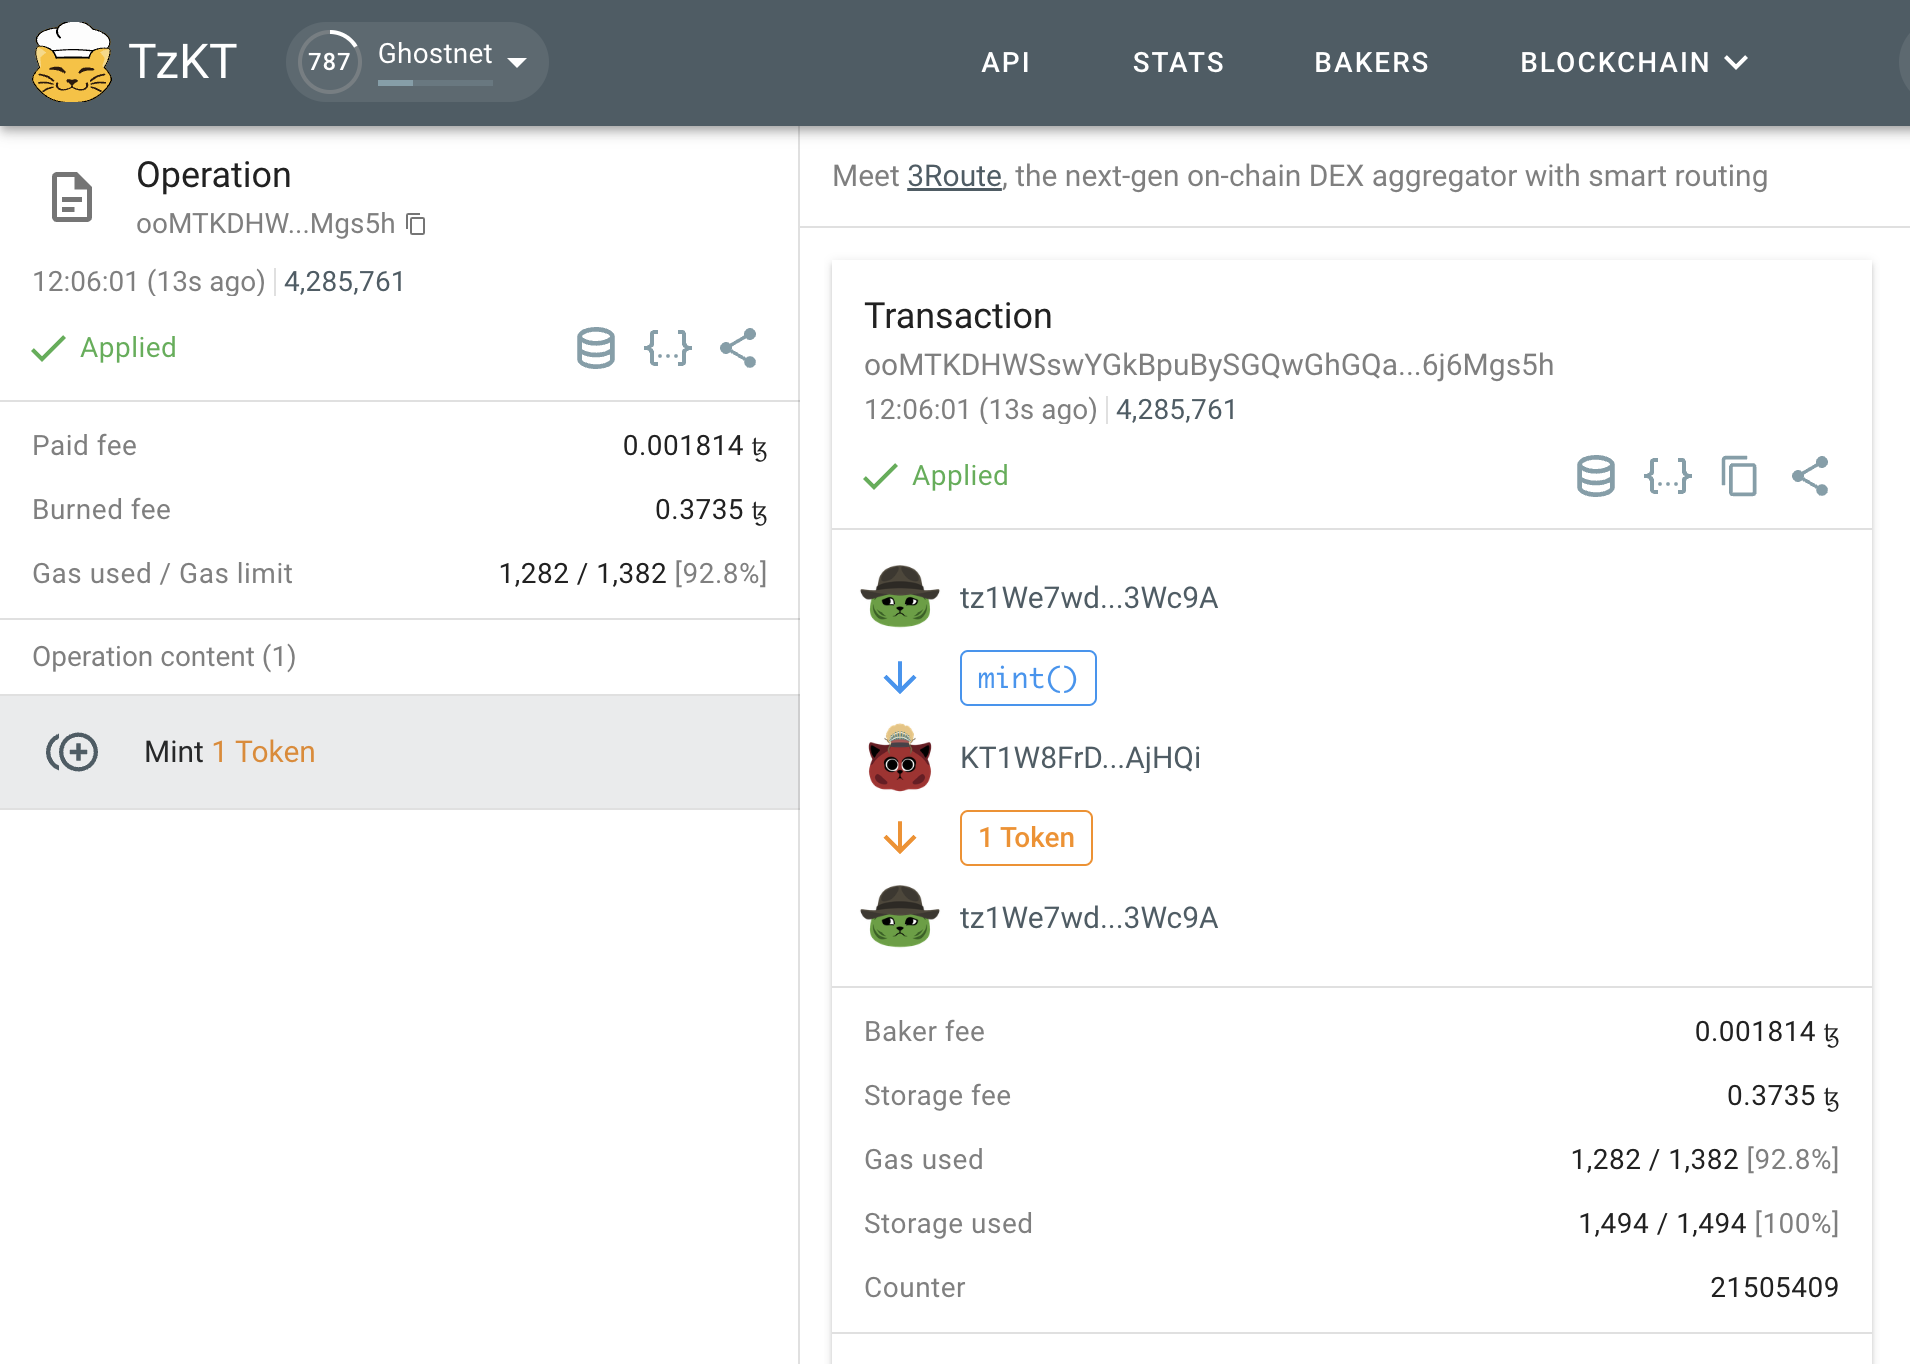 TzKT
787
Ghostnet
API
STATS
BAKERS
BLOCKCHAIN
Operation
ooMTKDHW...Mgs5h
12:06:01 (13s ago) 4,285,761
Applied
{...}
Paid fee 0.001814 ꜩ
Burned fee 0.3735 ꜩ
Gas used / Gas limit 1,282 / 1,382 [92.8%]
Operation content (1)
Mint 1 Token
Meet 3Route, the next-gen on-chain DEX aggregator with smart routing
Transaction
ooMTKDHWSswYGkBpuBySGQwGhGQa...6j6Mgs5h
12:06:01 (13s ago) 4,285,761
Applied
{...}
tz1We7wd...3Wc9A
mint()
KT1W8FrD...AjHQi
1 Token
tz1We7wd...3Wc9A
Baker fee 0.001814 ꜩ
Storage fee 0.3735 ꜩ
Gas used 1,282 / 1,382 [92.8%]
Storage used 1,494 / 1,494 [100%]
Counter 21505409